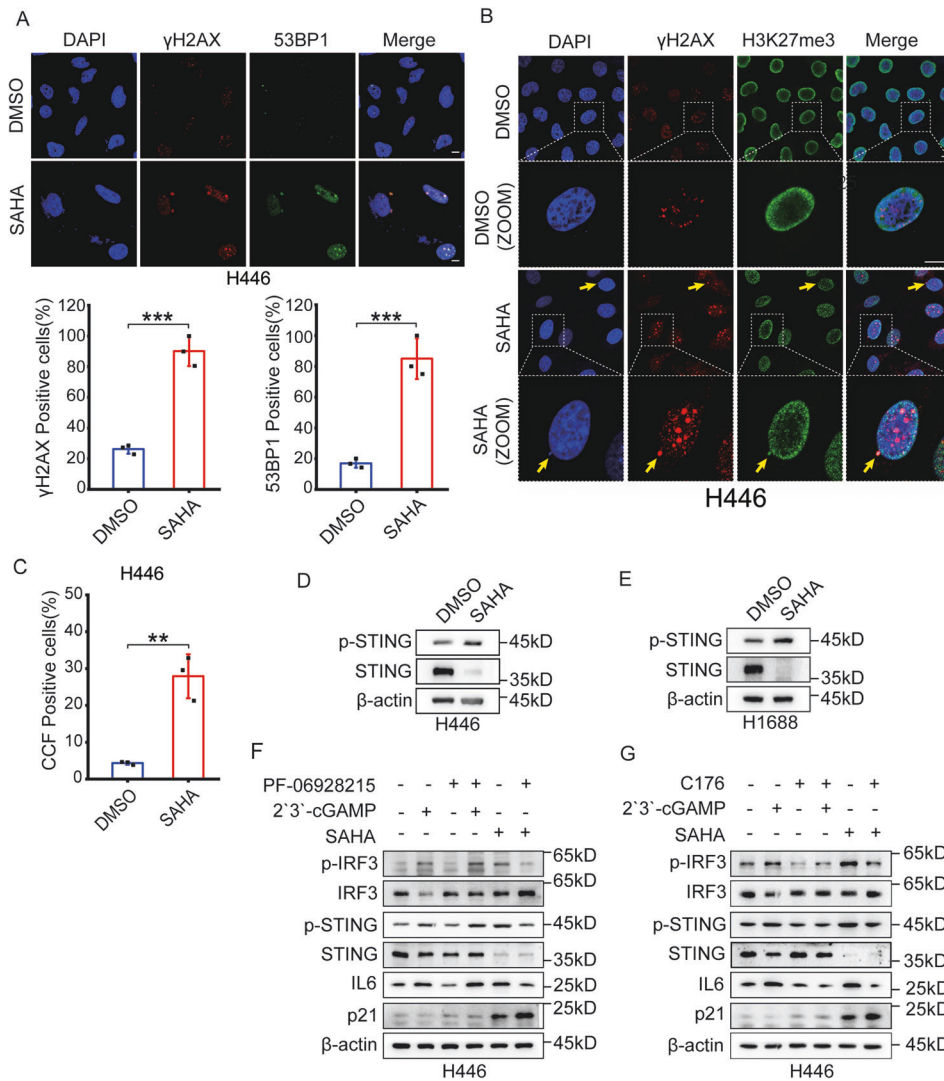 A
DAPI γH2AX 53BP1 Merge
DMSO
SAHA
H446
γH2AX Positive cells(%)
120
100
80
60
40
20
0
***
DMSO SAHA
53BP1 Positive cells(%)
120
100
80
60
40
20
0
***
DMSO SAHA
B
DAPI γH2AX H3K27me3 Merge
DMSO
DMSO (ZOOM)
SAHA
SAHA (ZOOM)
H446
C
H446
CCF Positive cells(%)
50
40
30
20
10
0
**
DMSO SAHA
D
DMSO SAHA
p-STING 45kD
STING 35kD
β-actin 45kD
H446
E
DMSO SAHA
p-STING 45kD
STING 35kD
β-actin 45kD
H1688
F
PF-06928215 - - + + - +
2`3`-cGAMP - + - + - -
SAHA - - - - + +
p-IRF3 65kD
IRF3 65kD
p-STING 45kD
STING 35kD
IL6 25kD
p21 25kD
β-actin 45kD
H446
G
C176 - - + + - +
2`3`-cGAMP - + - + - -
SAHA - - - - + +
p-IRF3 65kD
IRF3 65kD
p-STING 45kD
STING 35kD
IL6 25kD
p21 25kD
β-actin 45kD
H446